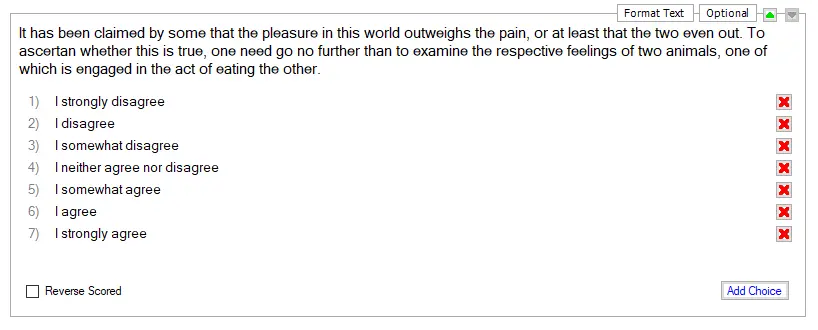 Format Text Optional
It has been claimed by some that the pleasure in this world outweighs the pain, or at least that the two even out. To
ascertan whether this is true, one need go no further than to examine the respective feelings of two animals, one of
which is engaged in the act of eating the other.
1) I strongly disagree
2) I disagree
3) I somewhat disagree
4) I neither agree nor disagree
5) I somewhat agree
6) I agree
7) I strongly agree
Reverse Scored Add Choice